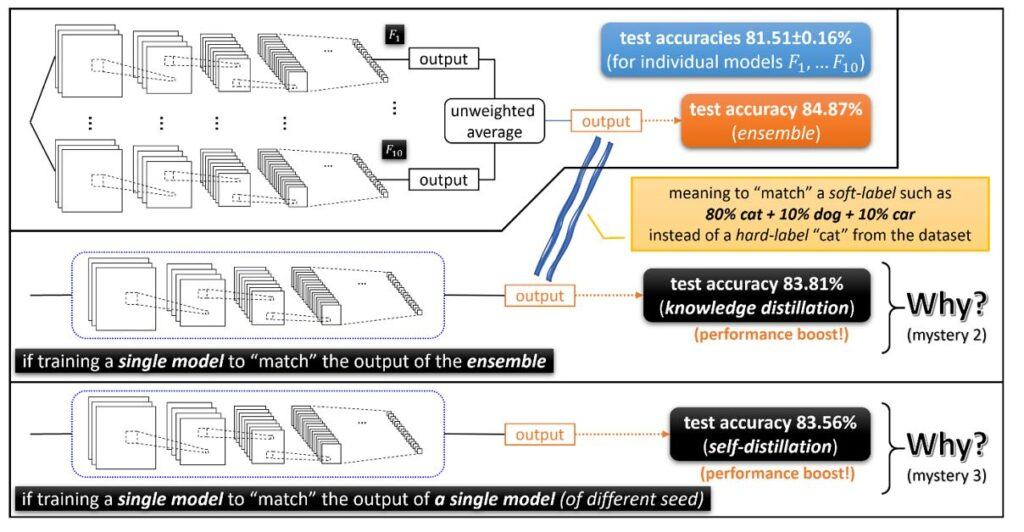 F1
output
test accuracies 81.51±0.16%
(for individual models F1, … F10)
unweighted
average
output
test accuracy 84.87%
(ensemble)
F10
output
meaning to “match” a soft-label such as
80% cat + 10% dog + 10% car
instead of a hard-label “cat” from the dataset
output
test accuracy 83.81%
(knowledge distillation)
(performance boost!)
Why?
(mystery 2)
if training a single model to “match” the output of the ensemble
output
test accuracy 83.56%
(self-distillation)
(performance boost!)
Why?
(mystery 3)
if training a single model to “match” the output of a single model (of different seed)